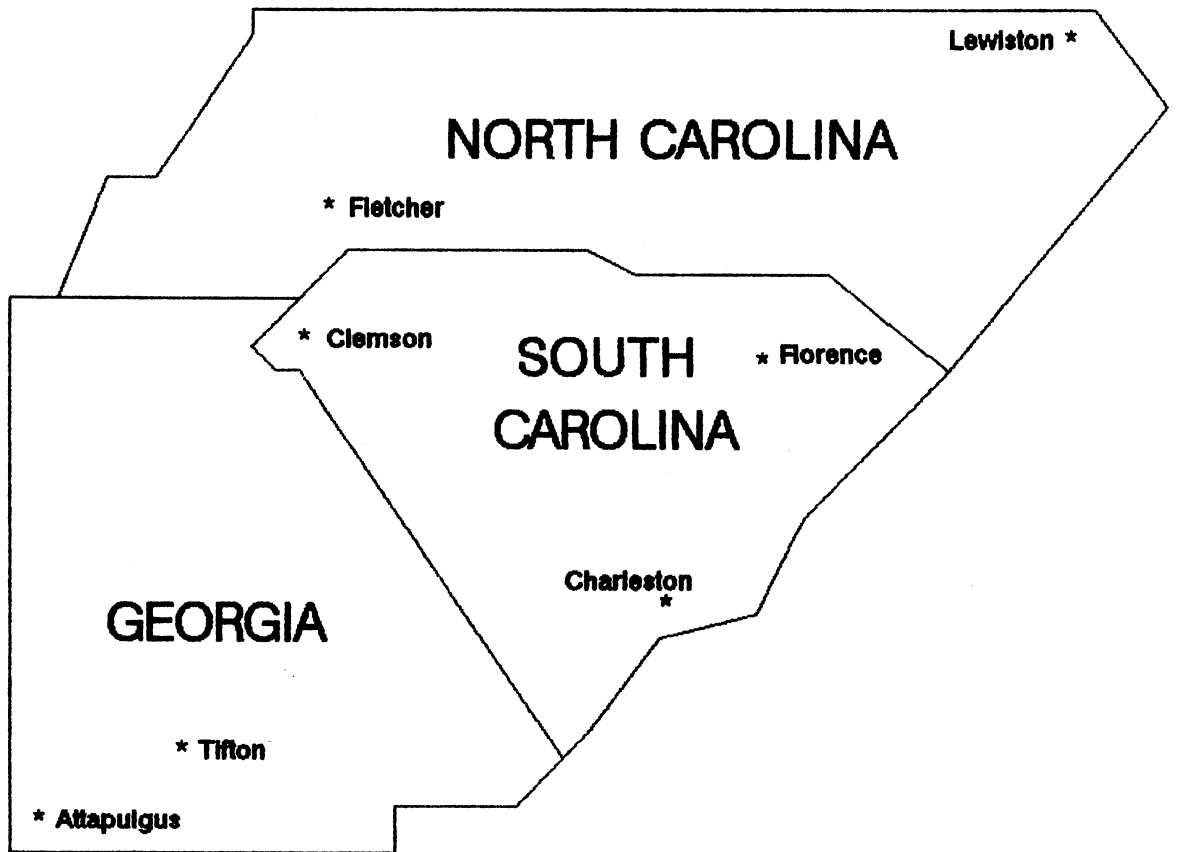 Lewiston *
NORTH CAROLINA
* Fletcher
* Clemson
SOUTH
CAROLINA
* Florence
Charleston
*
GEORGIA
* Tifton
* Attapulgus